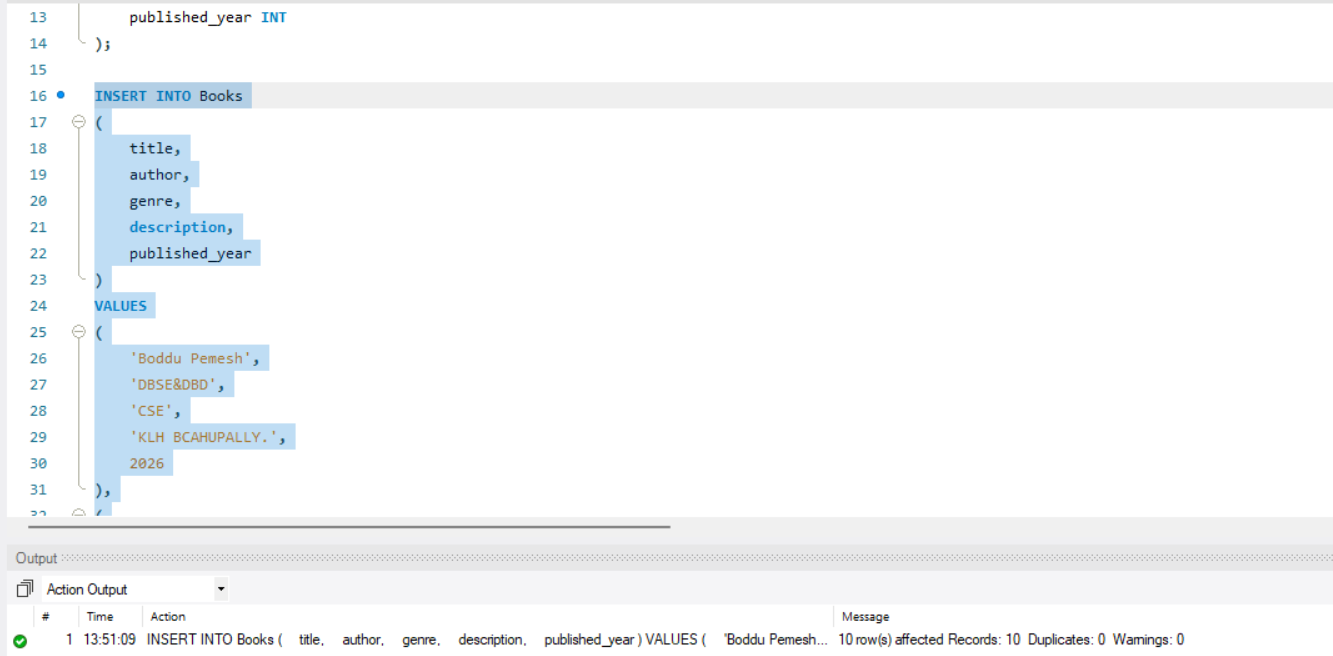 13 published_year INT
14 );
15
16 INSERT INTO Books
17 (
18 title,
19 author,
20 genre,
21 description,
22 published_year
23 )
24 VALUES
25 (
26 'Boddu Pemesh',
27 'DBSE&DBD',
28 'CSE',
29 'KLH BCAHUPALLY.',
30 2026
31 ),
32 (
Output
Action Output
# Time Action Message
1 13:51:09 INSERT INTO Books ( title, author, genre, description, published_year ) VALUES ( 'Boddu Pemesh... 10 row(s) affected Records: 10 Duplicates: 0 Warnings: 0